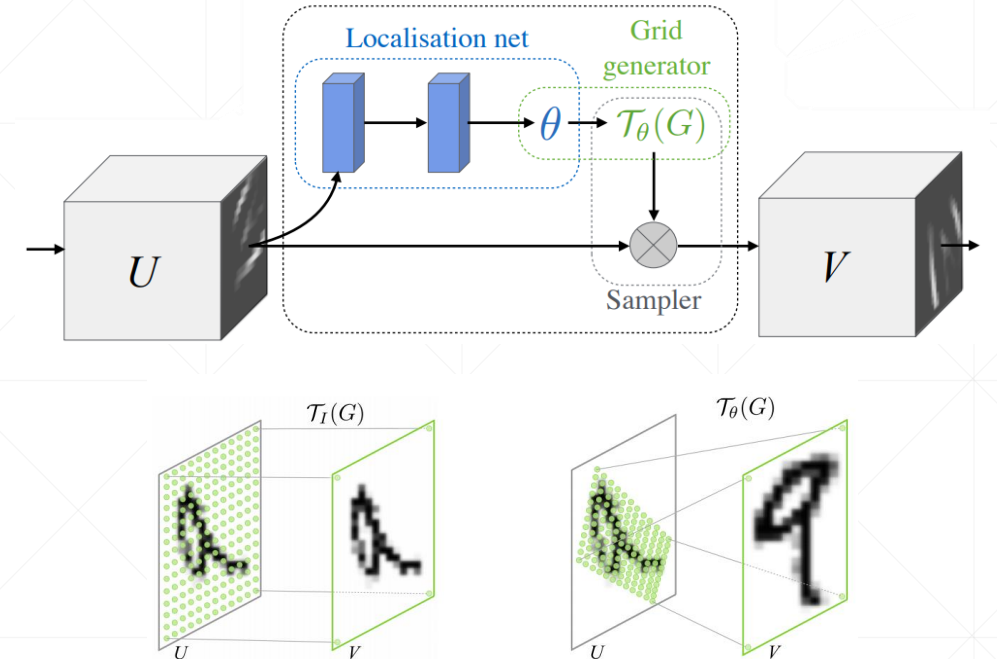 Localisation net
Grid
generator
θ
𝒯θ(G)
U
V
Sampler
𝒯I(G)
𝒯θ(G)
U
V
U
V